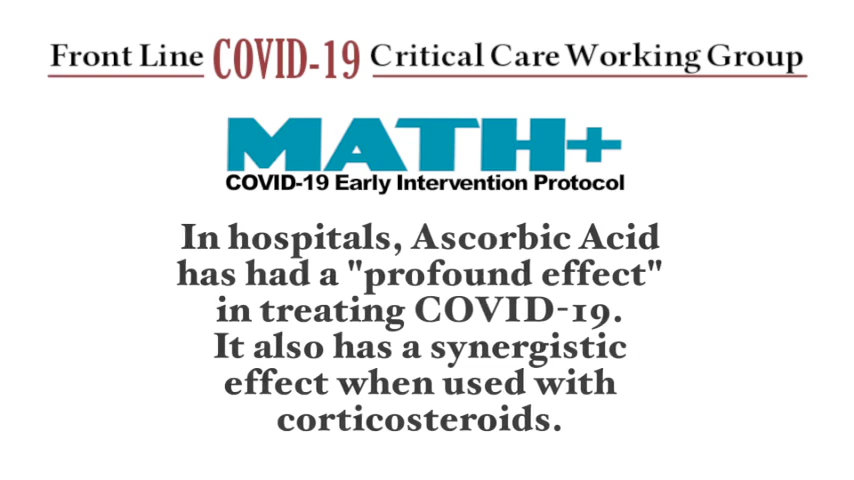 Front Line COVID-19 Critical Care Working Group
MATH+
COVID-19 Early Intervention Protocol
In hospitals, Ascorbic Acid
has had a "profound effect"
in treating COVID-19.
It also has a synergistic
effect when used with
corticosteroids.